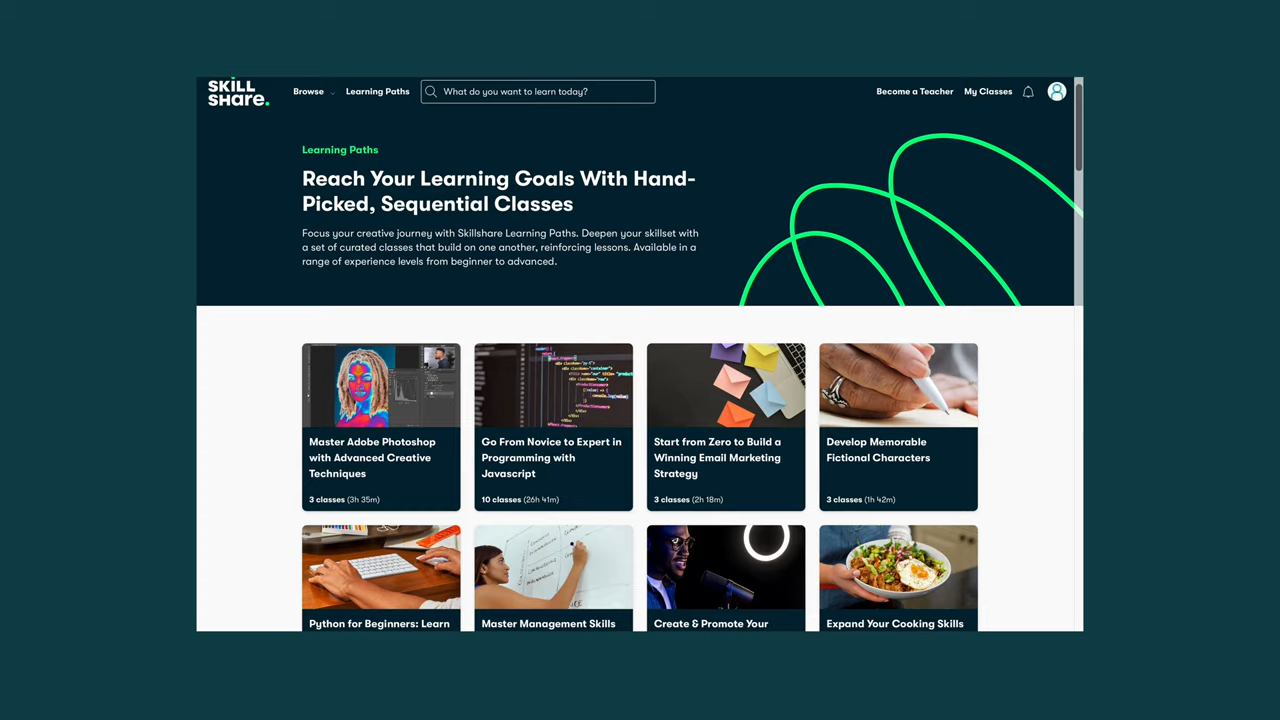 SKILL
SHARE.
Browse
Learning Paths
What do you want to learn today?
Become a Teacher
My Classes
Learning Paths
Reach Your Learning Goals With Hand-
Picked, Sequential Classes
Focus your creative journey with Skillshare Learning Paths. Deepen your skillset with
a set of curated classes that build on one another, reinforcing lessons. Available in a
range of experience levels from beginner to advanced.
Master Adobe Photoshop
with Advanced Creative
Techniques
3 classes (3h 35m)
Go From Novice to Expert in
Programming with
Javascript
10 classes (26h 41m)
Start from Zero to Build a
Winning Email Marketing
Strategy
3 classes (2h 18m)
Develop Memorable
Fictional Characters
3 classes (1h 42m)
Python for Beginners: Learn
Master Management Skills
Create & Promote Your
Expand Your Cooking Skills